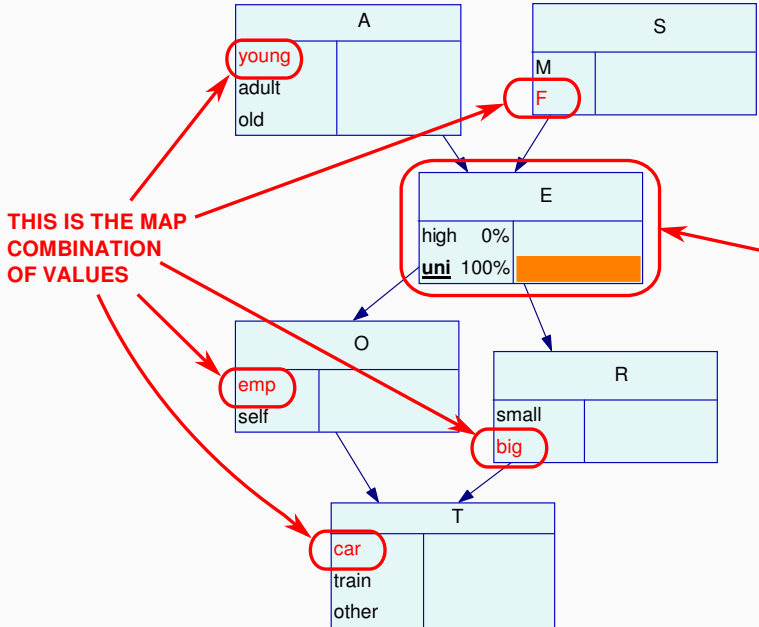 A
young
adult
old
S
M
F
E
high 0%
uni 100%
THIS IS THE MAP
COMBINATION
OF VALUES
O
emp
self
R
small
big
T
car
train
other